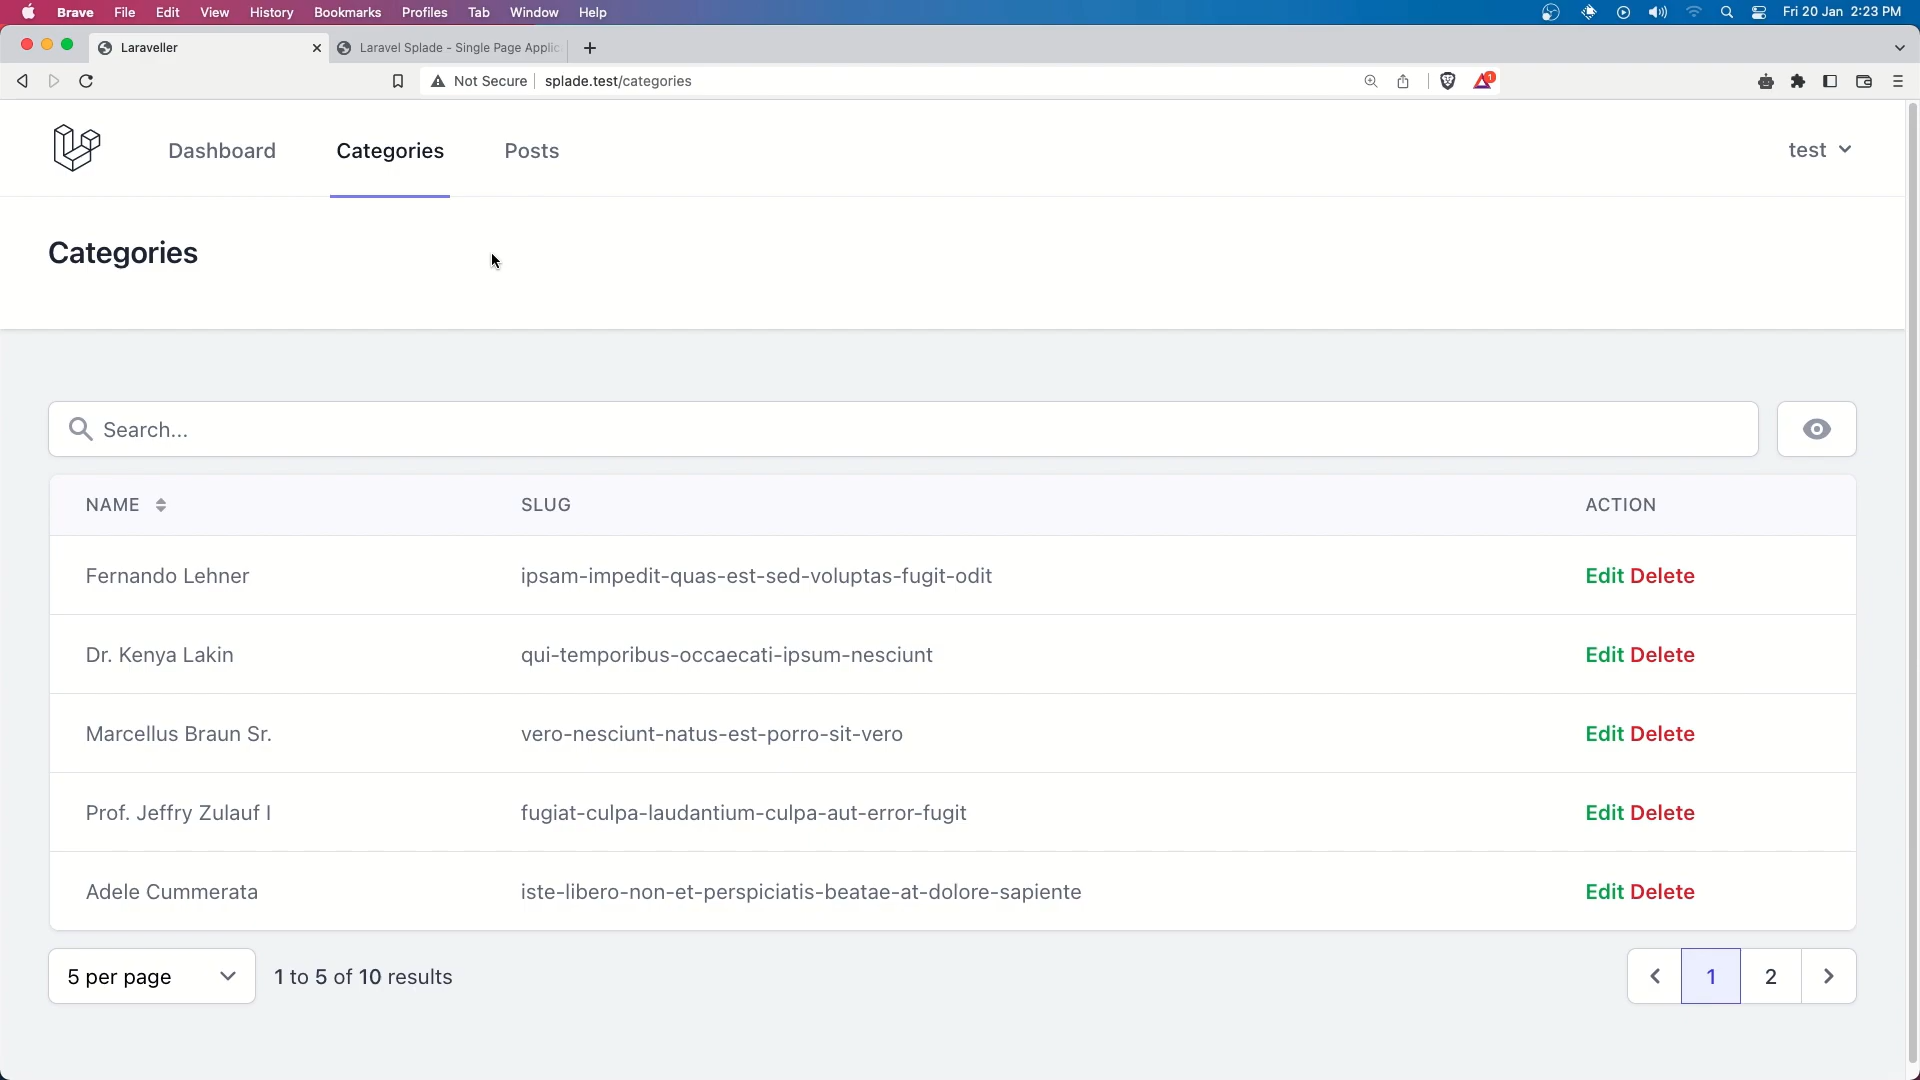 Brave File Edit View History Bookmarks Profiles Tab Window Help Fri 20 Jan 2:23 PM
Laraveller Laravel Splade - Single Page Applic
Not Secure splade.test/categories 1
Dashboard Categories Posts test
Categories
Search...
NAME SLUG ACTION
Fernando Lehner ipsam-impedit-quas-est-sed-voluptas-fugit-odit Edit Delete
Dr. Kenya Lakin qui-temporibus-occaecati-ipsum-nesciunt Edit Delete
Marcellus Braun Sr. vero-nesciunt-natus-est-porro-sit-vero Edit Delete
Prof. Jeffry Zulauf I fugiat-culpa-laudantium-culpa-aut-error-fugit Edit Delete
Adele Cummerata iste-libero-non-et-perspiciatis-beatae-at-dolore-sapiente Edit Delete
5 per page 1 to 5 of 10 results 1 2